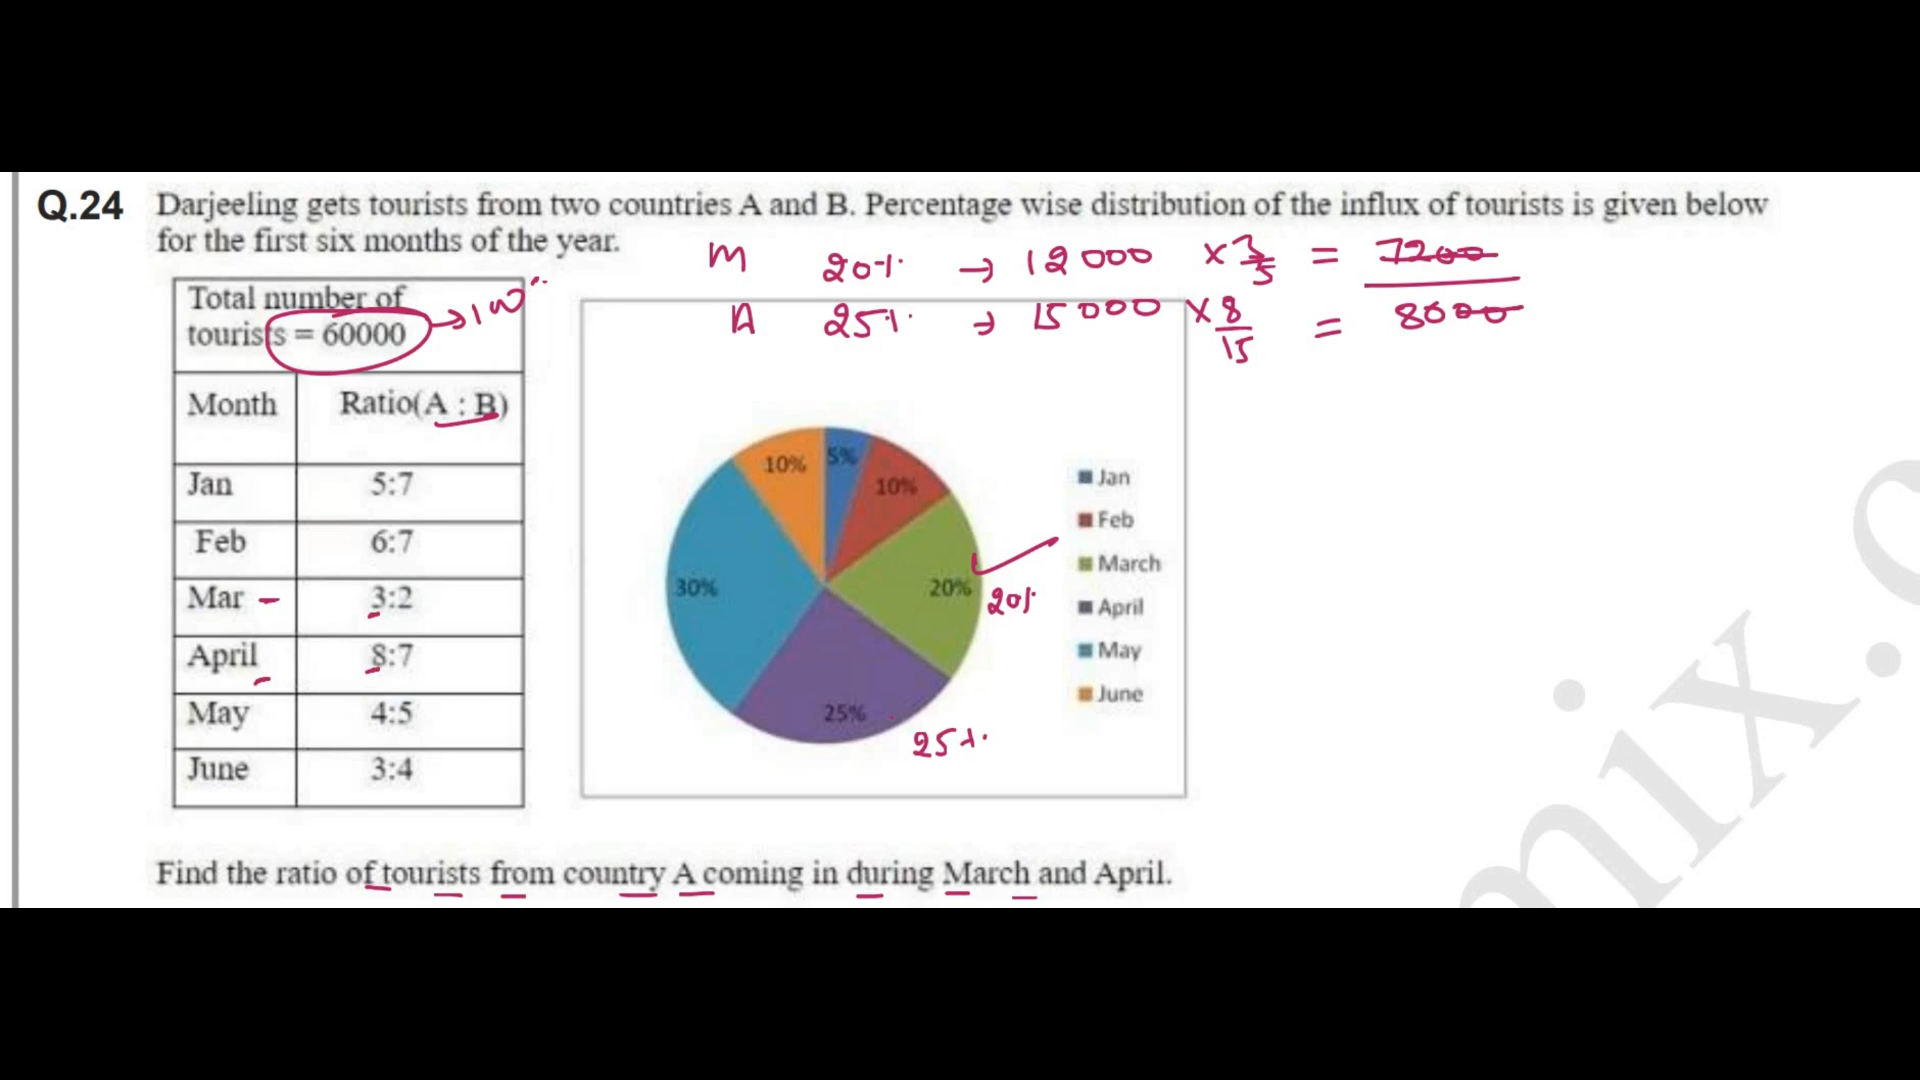 Q.24 Darjeeling gets tourists from two countries A and B. Percentage wise distribution of the influx of tourists is given below
for the first six months of the year.
M 20% → 12000 × 3/5 = 7200
A 25% → 15000 × 8/15 = 8000
Total number of
tourists = 60000 → 100%
Month Ratio(A : B)
Jan 5:7
Feb 6:7
Mar 3:2
April 8:7
May 4:5
June 3:4
10% 5%
10%
30% 20% 20%
25%
25%
Jan
Feb
March
April
May
June
Find the ratio of tourists from country A coming in during March and April.
mix.c